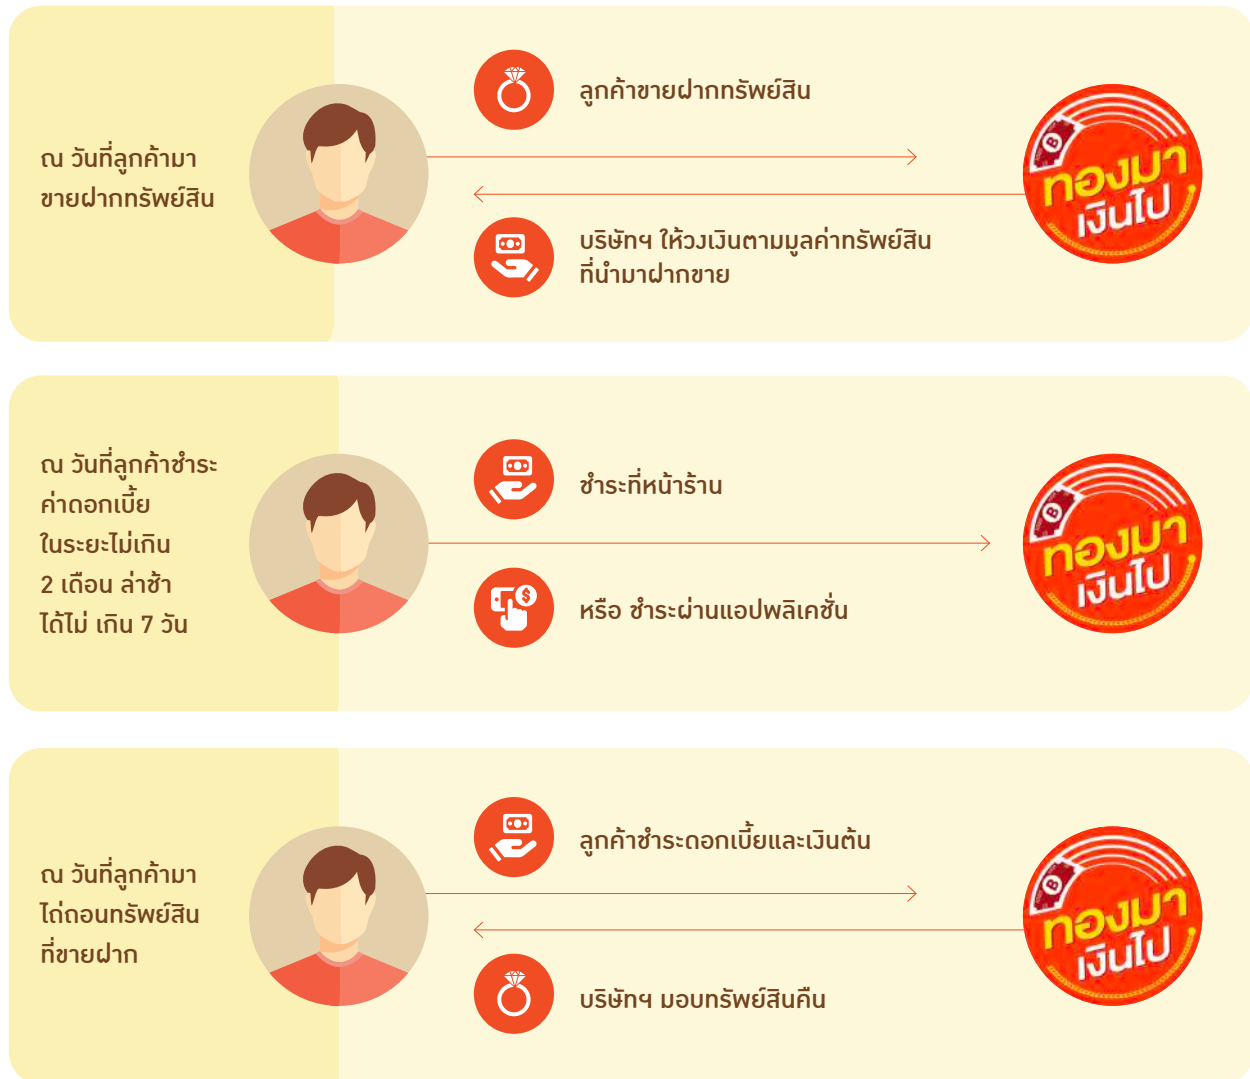 ณ วันที่ลูกค้ามา
ขายฝากทรัพย์สิน
ลูกค้าขายฝากทรัพย์สิน
บริษัทฯ ให้วงเงินตามมูลค่าทรัพย์สิน
ที่นำมาฝากขาย
B
ทองมา
เงินไป
ณ วันที่ลูกค้าชำระ
ค่าดอกเบี้ย
ในระยะไม่เกิน
2 เดือน ล่าช้า
ได้ไม่ เกิน 7 วัน
ชำระที่หน้าร้าน
$
หรือ ชำระผ่านแอปพลิเคชั่น
B
ทองมา
เงินไป
ณ วันที่ลูกค้ามา
ไถ่ถอนทรัพย์สิน
ที่ขายฝาก
ลูกค้าชำระดอกเบี้ยและเงินต้น
บริษัทฯ มอบทรัพย์สินคืน
B
ทองมา
เงินไป